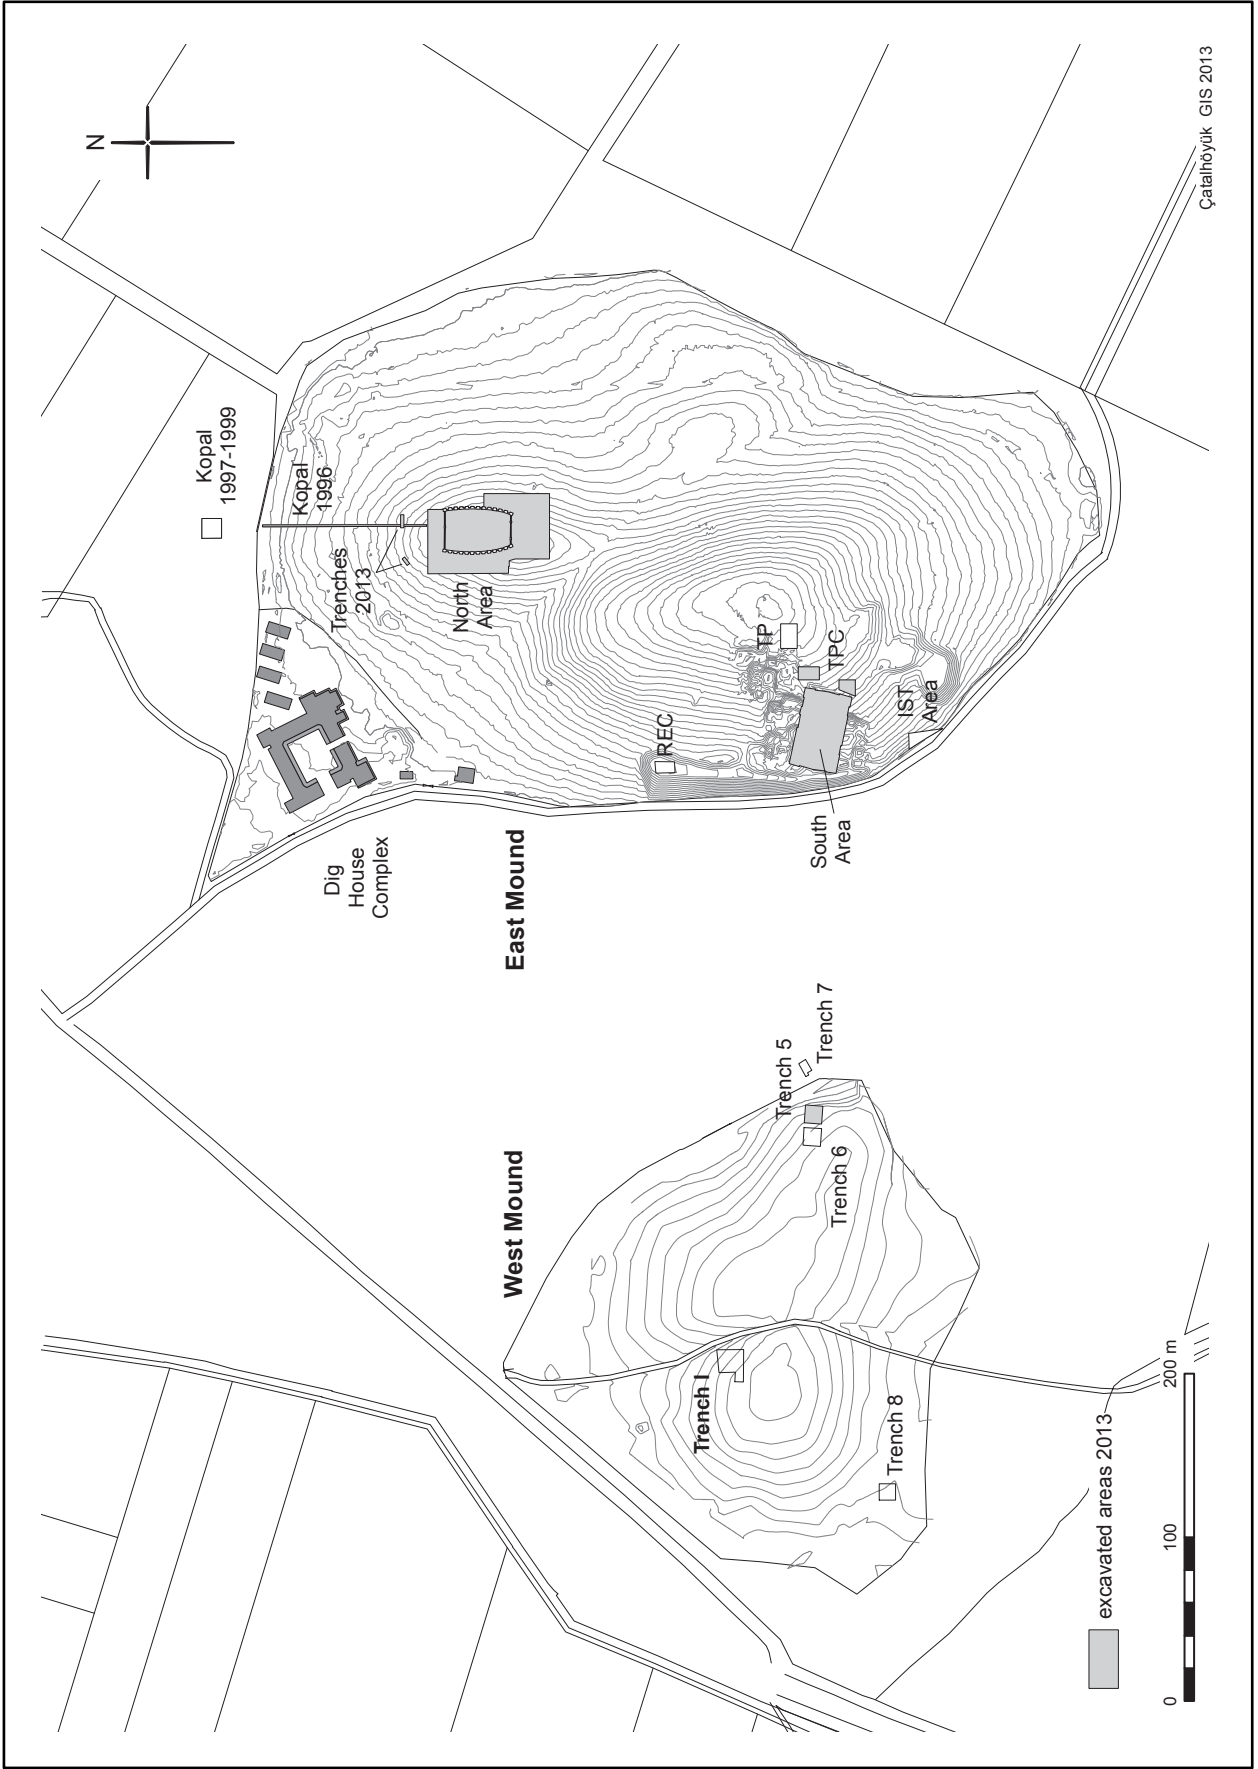 N
Kopal
1997-1999
Kopal
1996
Trenches
2013
North
Area
TP
TPC
IST
Area
REC
South
Area
Dig
House
Complex
East Mound
West Mound
Trench 5
Trench 7
Trench 6
Trench I
Trench 8
excavated areas 2013
0
100
200 m
Çatalhöyük GIS 2013